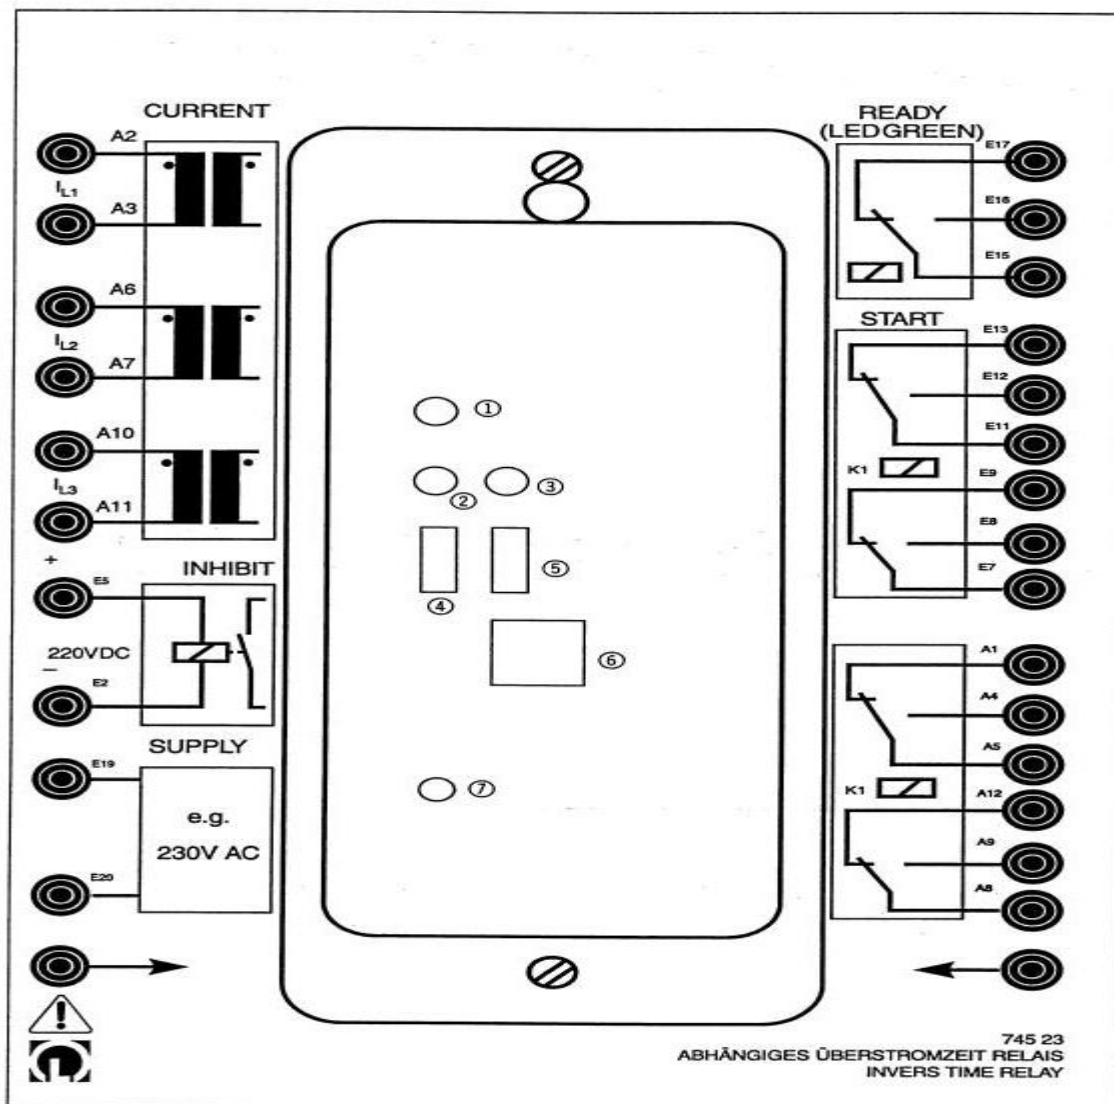 CURRENT
A2
IL1
A3
A6
IL2
A7
A10
IL3
A11
+
E5
INHIBIT
220VDC
–
E2
SUPPLY
E19
e.g.
230V AC
E20
①
②
③
④
⑤
⑥
⑦
READY
(LED GREEN)
E17
E16
E15
START
E13
E12
E11
K1
E9
E8
E7
A1
A4
A5
K1
A12
A9
A8
L
745 23
ABHÄNGIGES ÜBERSTROMZEIT RELAIS
INVERS TIME RELAY